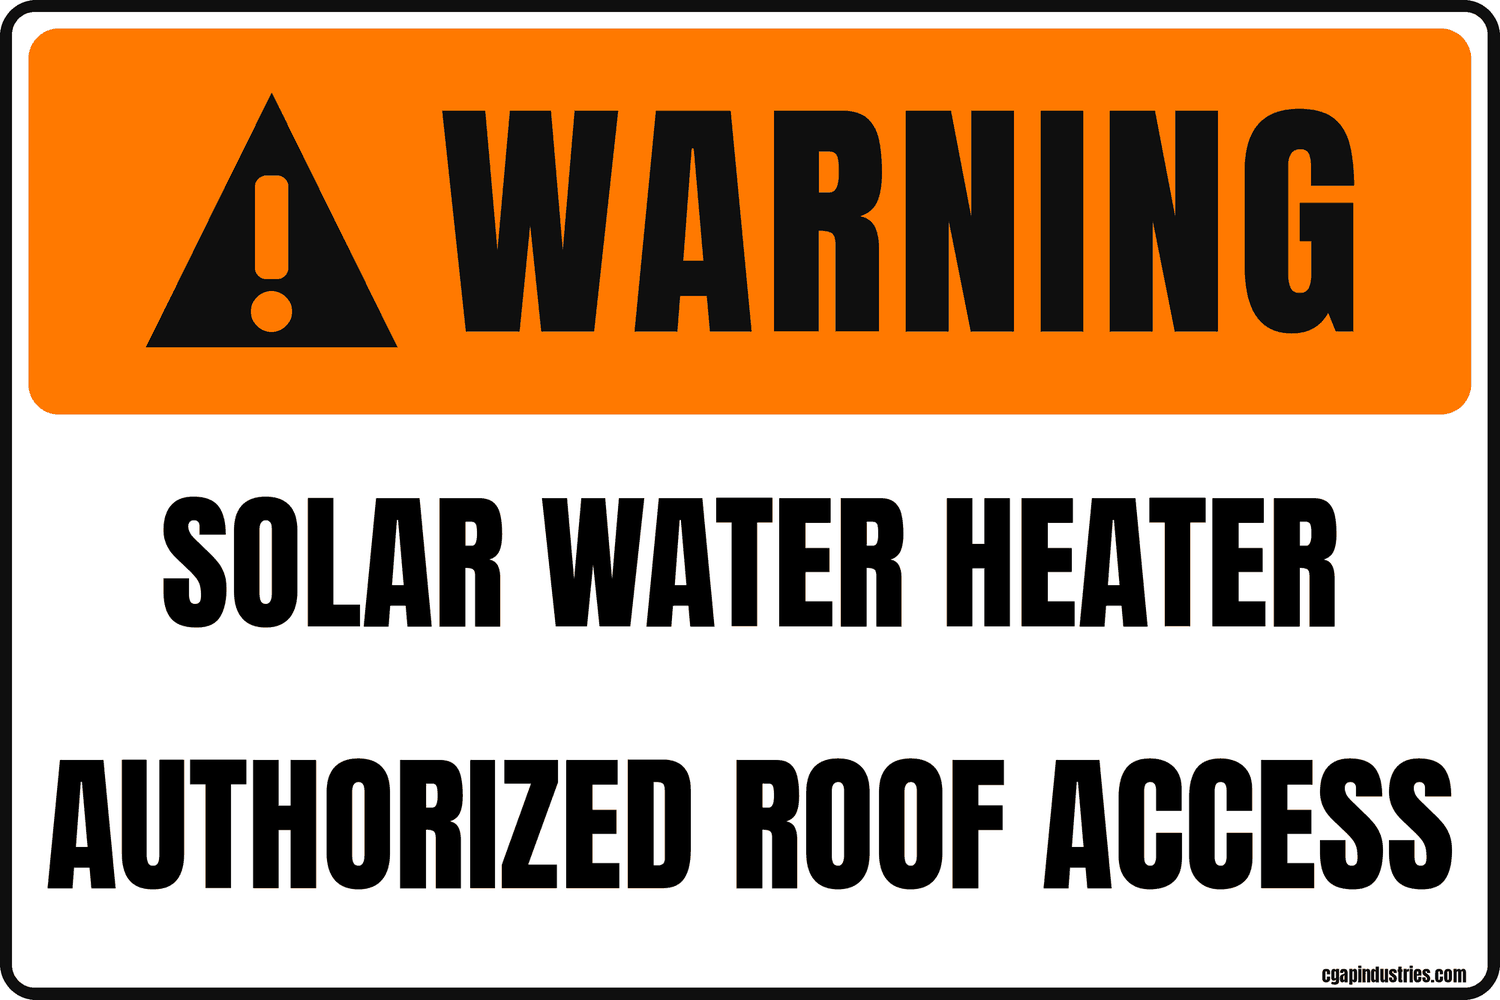 WARNING
SOLAR WATER HEATER
AUTHORIZED ROOF ACCESS
cgapindustries.com